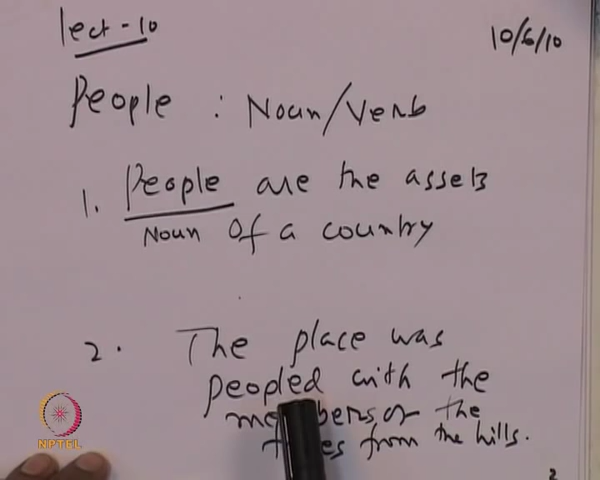 lect-10
10/6/10
People : Noun/Verb
1. People are the assets
Noun of a country
2. The place was
peopled with the
members of the
from the hills.
NPTEL
2